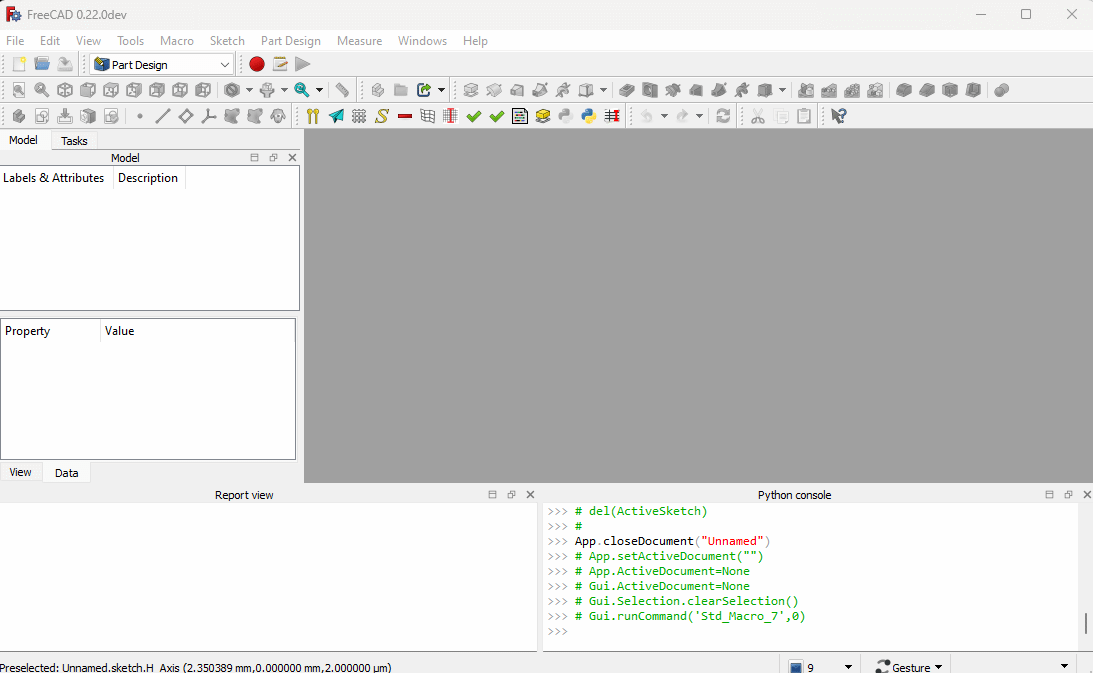 FreeCAD 0.22.0dev
File Edit View Tools Macro Sketch Part Design Measure Windows Help
Part Design
Model Tasks
Model
Labels & Attributes Description
Property Value
View Data
Report view
Python console
>>> # del(ActiveSketch)
>>> #
>>> App.closeDocument("Unnamed")
>>> # App.setActiveDocument("")
>>> # App.ActiveDocument=None
>>> # Gui.ActiveDocument=None
>>> # Gui.Selection.clearSelection()
>>> # Gui.runCommand('Std_Macro_7',0)
>>>
Preselected: Unnamed.sketch.H_Axis (2.350389 mm,0.000000 mm,2.000000 µm)
9
Gesture